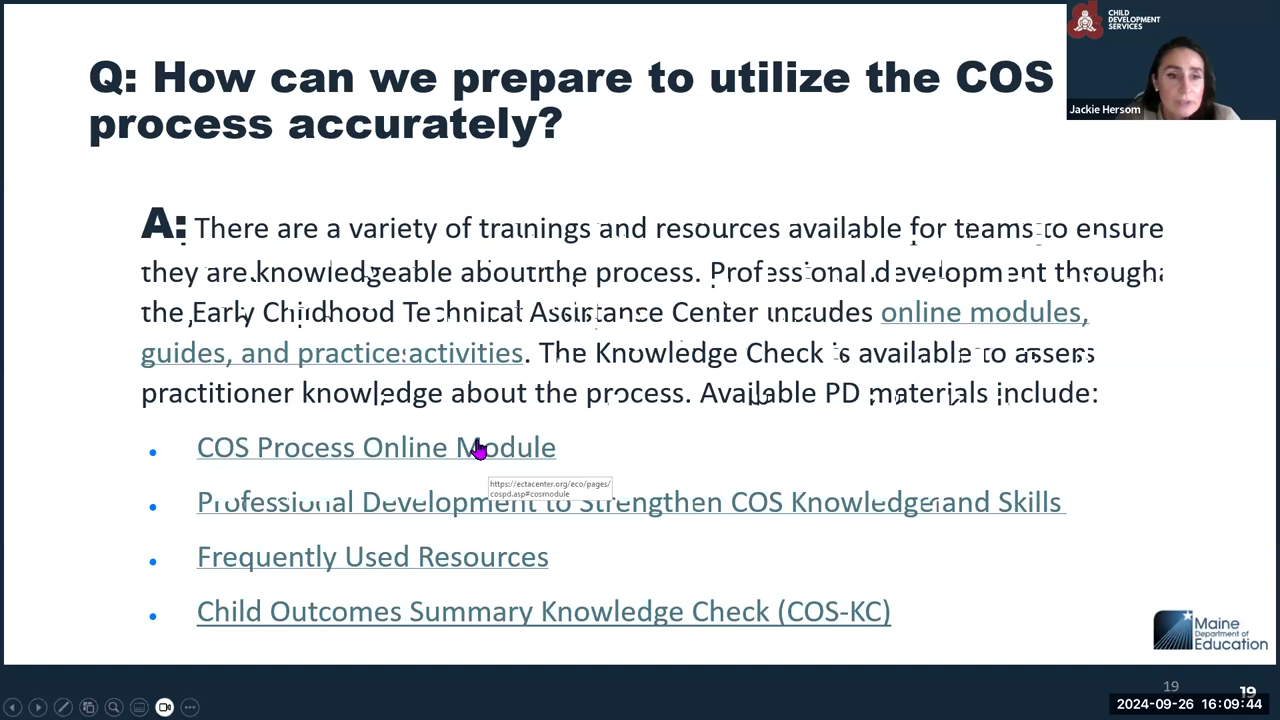 CHILD
DEVELOPMENT
SERVICES
Jackie Hersom
Q: How can we prepare to utilize the COS
process accurately?
A: There are a variety of trainings and resources available for teams to ensure
they are knowledgeable about the process. Professional development through
the Early Childhood Technical Assistance Center includes online modules,
guides, and practice activities. The Knowledge Check is available to assess
practitioner knowledge about the process. Available PD materials include:
• COS Process Online Module
https://ectacenter.org/eco/pages/
cospd.asp#cosmodule
• Professional Development to Strengthen COS Knowledge and Skills
• Frequently Used Resources
• Child Outcomes Summary Knowledge Check (COS-KC)
Maine
Department of
Education
19
19
2024-09-26 16:09:44